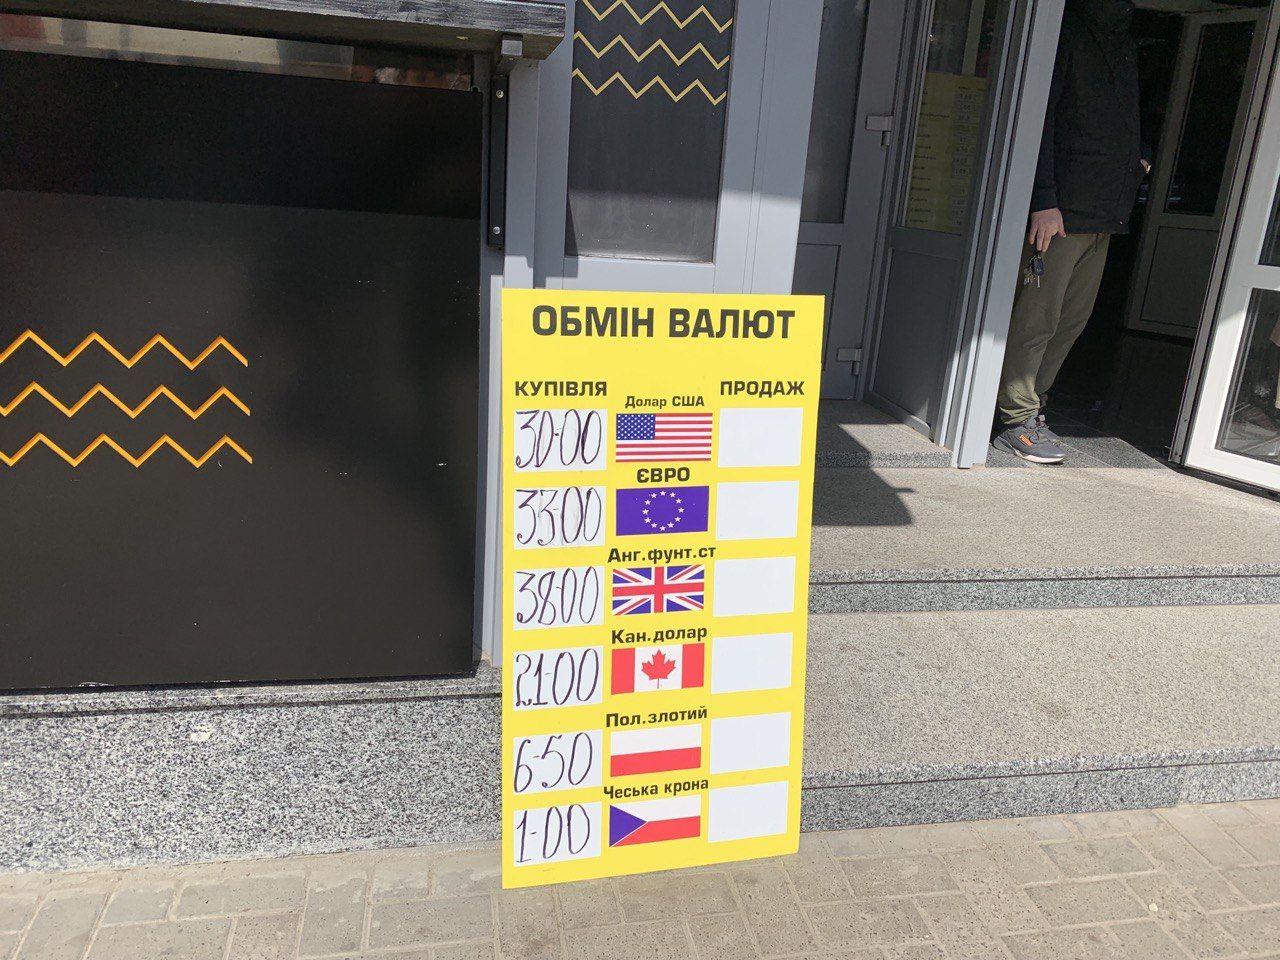 ОБМІН ВАЛЮТ
КУПІВЛЯ ПРОДАЖ
Долар США
30-00
ЄВРО
33-00
Анг.фунт.ст
38-00
Кан.долар
21-00
Пол.злотий
6-50
Чеська крона
1-00